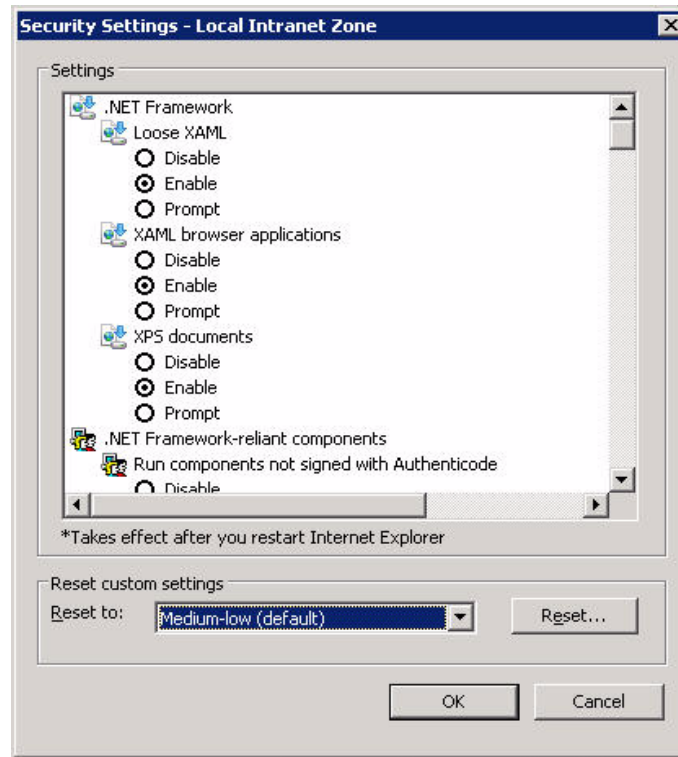 Security Settings - Local Intranet Zone
Settings
.NET Framework
Loose XAML
Disable
Enable
Prompt
XAML browser applications
Disable
Enable
Prompt
XPS documents
Disable
Enable
Prompt
.NET Framework-reliant components
Run components not signed with Authenticode
Disable
*Takes effect after you restart Internet Explorer
Reset custom settings
Reset to: Medium-low (default) Reset...
OK Cancel